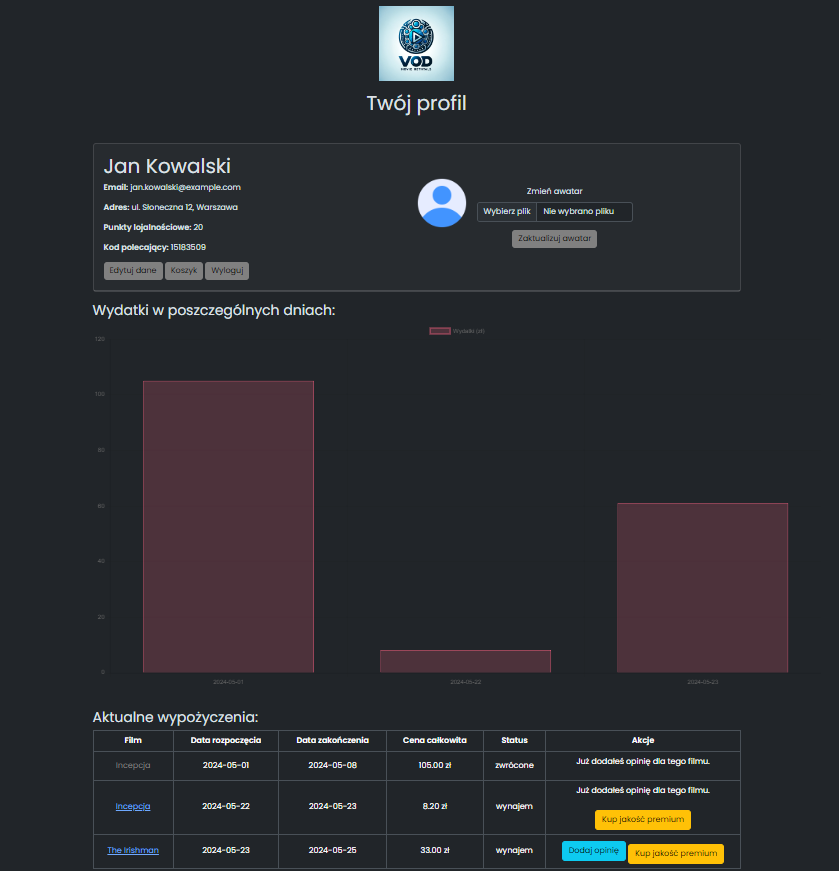 VOD
MOVIE RETNALS
Twój profil
Jan Kowalski
Email: jan.kowalski@example.com
Adres: ul. Słoneczna 12, Warszawa
Punkty lojalnościowe: 20
Kod polecający: 15183509
Edytuj dane Koszyk Wyloguj
Zmień awatar
Wybierz plik Nie wybrano pliku
Zaktualizuj awatar
Wydatki w poszczególnych dniach:
Wydatki (zł)
120
100
80
60
40
20
0
2024-05-01 2024-05-22 2024-05-23
Aktualne wypożyczenia:
Film Data rozpoczęcia Data zakończenia Cena całkowita Status Akcje
Incepcja 2024-05-01 2024-05-08 105.00 zł zwrócone Już dodałeś opinię dla tego filmu.
Incepcja 2024-05-22 2024-05-23 8.20 zł wynajem Już dodałeś opinię dla tego filmu.
Kup jakość premium
The Irishman 2024-05-23 2024-05-25 33.00 zł wynajem Dodaj opinię Kup jakość premium